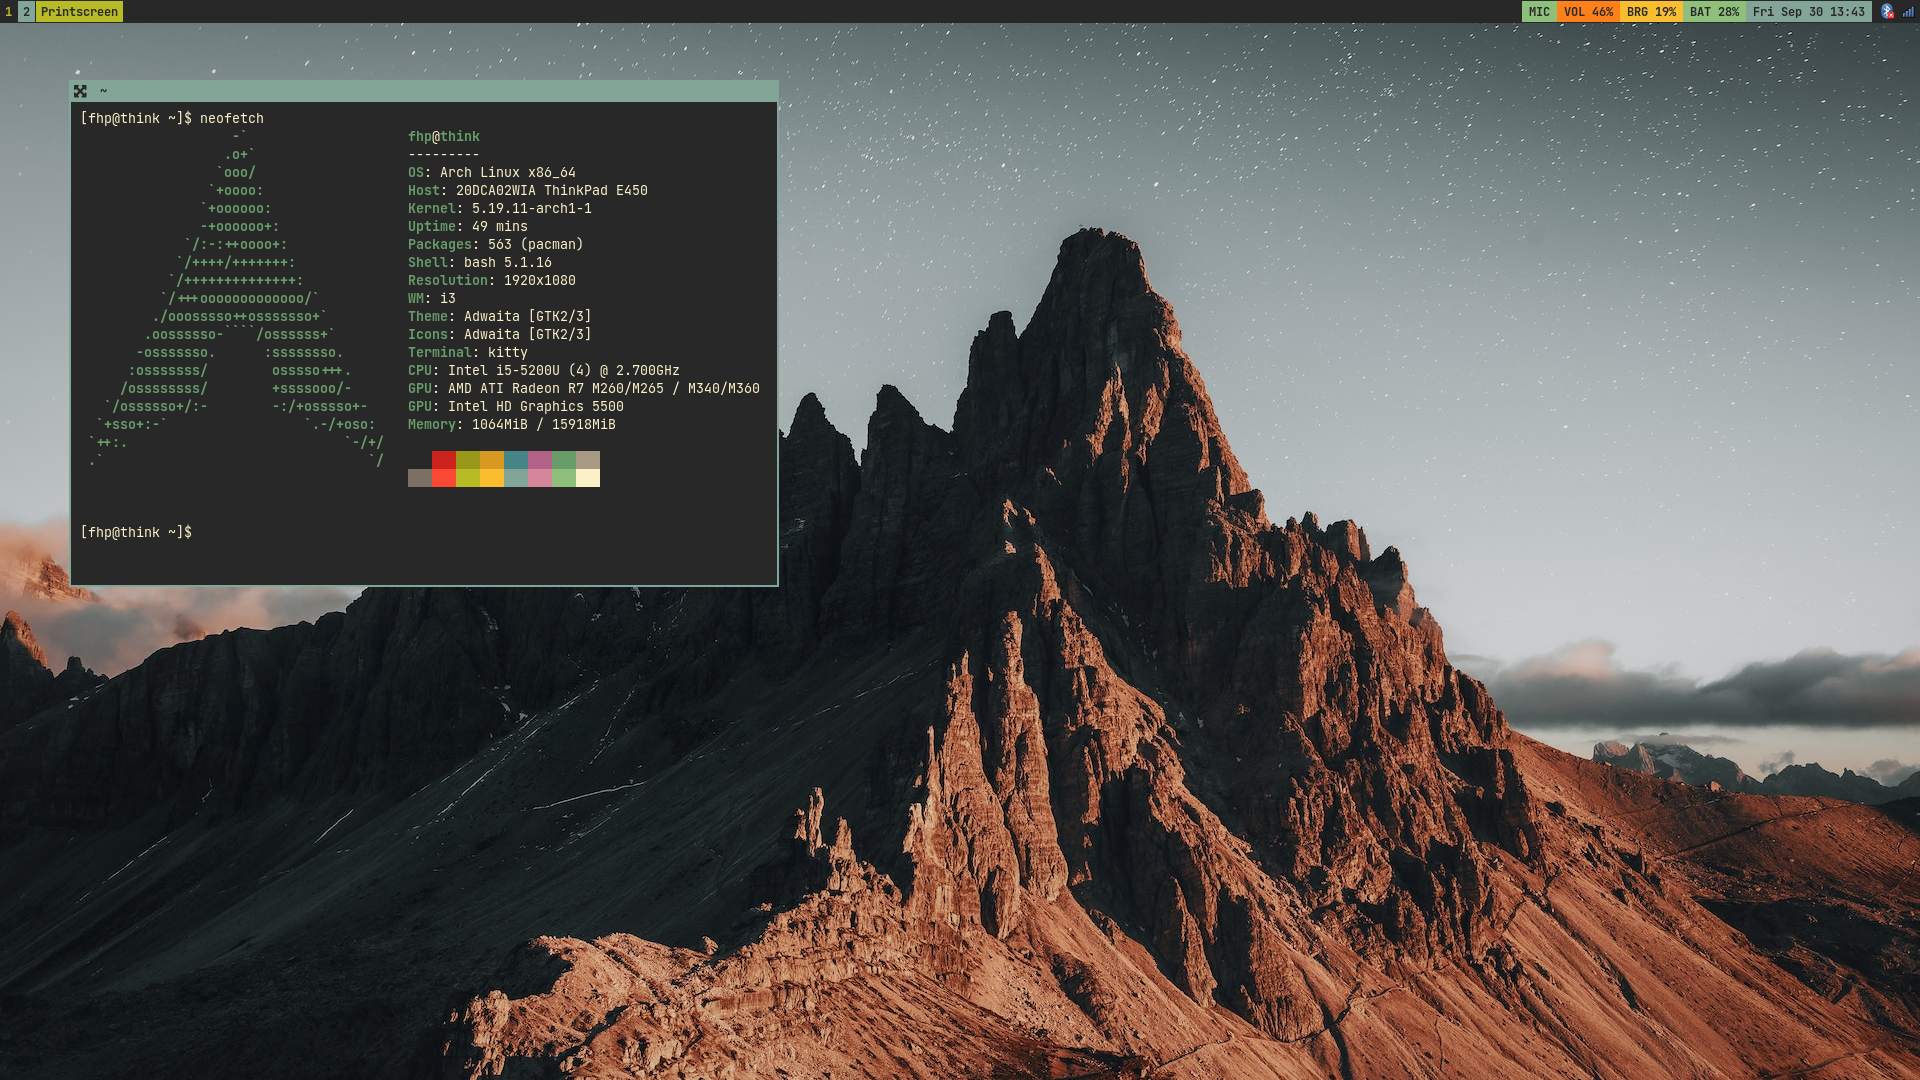 1 2 Printscreen MIC VOL 46% BRG 19% BAT 28% Fri Sep 30 13:43
~
[fhp@think ~]$ neofetch
-` fhp@think
.o+` ---------
`ooo/ OS: Arch Linux x86_64
`+oooo: Host: 20DCA02WIA ThinkPad E450
`+oooooo: Kernel: 5.19.11-arch1-1
-+oooooo+: Uptime: 49 mins
`/:-:++oooo+: Packages: 563 (pacman)
`/++++/+++++++: Shell: bash 5.1.16
`/++++++++++++++: Resolution: 1920x1080
`/+++ooooooooooooo/` WM: i3
./ooosssso++osssssso+` Theme: Adwaita [GTK2/3]
.oossssso-````/ossssss+` Icons: Adwaita [GTK2/3]
-osssssso. :ssssssso. Terminal: kitty
:osssssss/ osssso+++. CPU: Intel i5-5200U (4) @ 2.700GHz
/ossssssss/ +ssssooo/- GPU: AMD ATI Radeon R7 M260/M265 / M340/M360
`/ossssso+/:- -:/+osssso+- GPU: Intel HD Graphics 5500
`+sso+:-` `.-/+oso: Memory: 1064MiB / 15918MiB
`++:. `-/+/
.` `/
[fhp@think ~]$